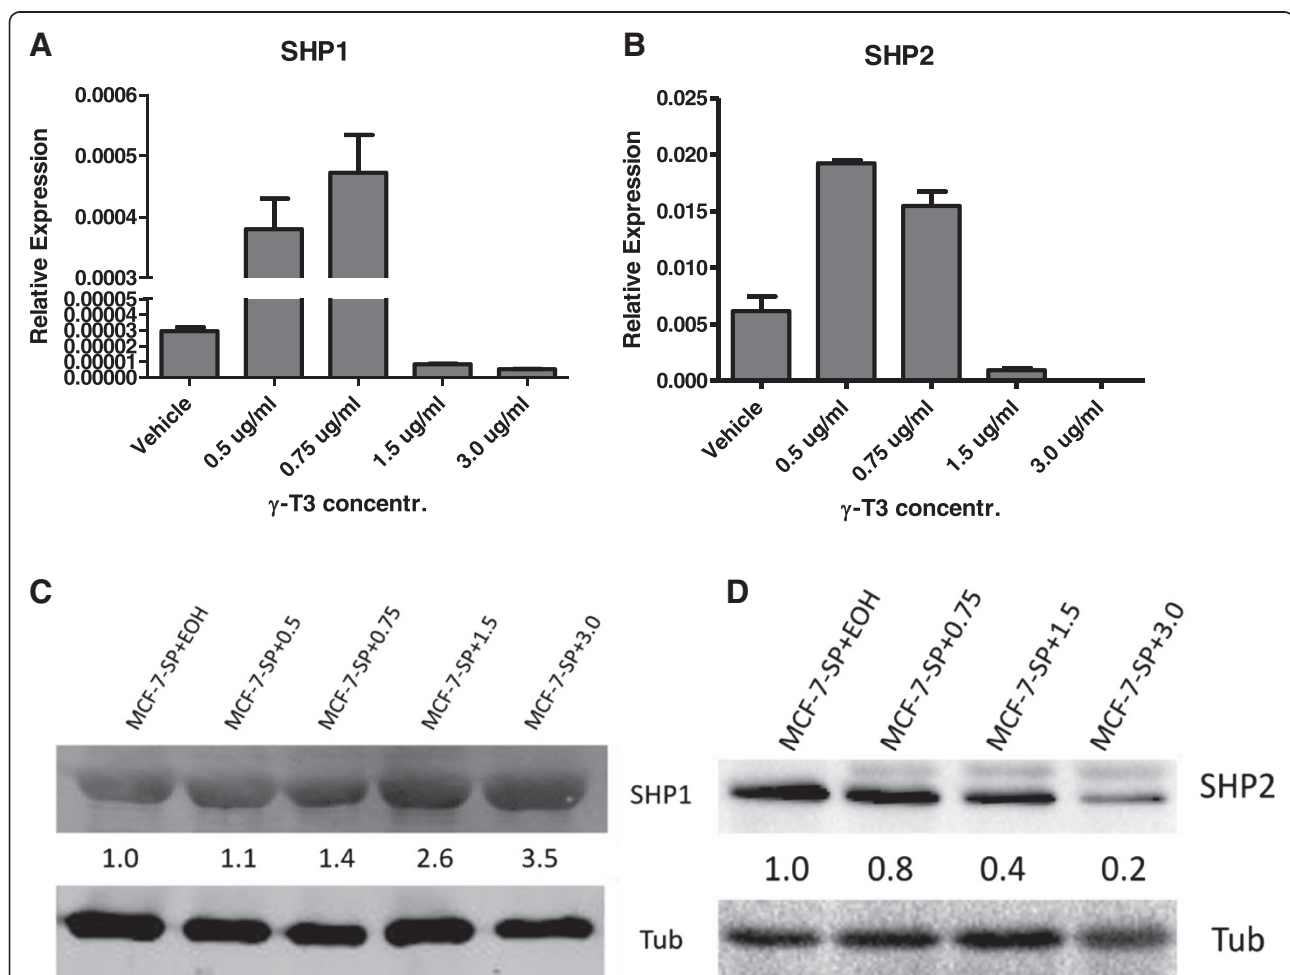 A
SHP1
Relative Expression
0.0006
0.0005
0.0004
0.0003
0.00005
0.00004
0.00003
0.00002
0.00001
0.00000
Vehicle
0.5 ug/ml
0.75 ug/ml
1.5 ug/ml
3.0 ug/ml
γ-T3 concentr.
B
SHP2
Relative Expression
0.025
0.020
0.015
0.010
0.005
0.000
Vehicle
0.5 ug/ml
0.75 ug/ml
1.5 ug/ml
3.0 ug/ml
γ-T3 concentr.
C
MCF-7-SP+EOH
MCF-7-SP+0.5
MCF-7-SP+0.75
MCF-7-SP+1.5
MCF-7-SP+3.0
SHP1
1.0 1.1 1.4 2.6 3.5
Tub
D
MCF-7-SP+EOH
MCF-7-SP+0.75
MCF-7-SP+1.5
MCF-7-SP+3.0
SHP2
1.0 0.8 0.4 0.2
Tub